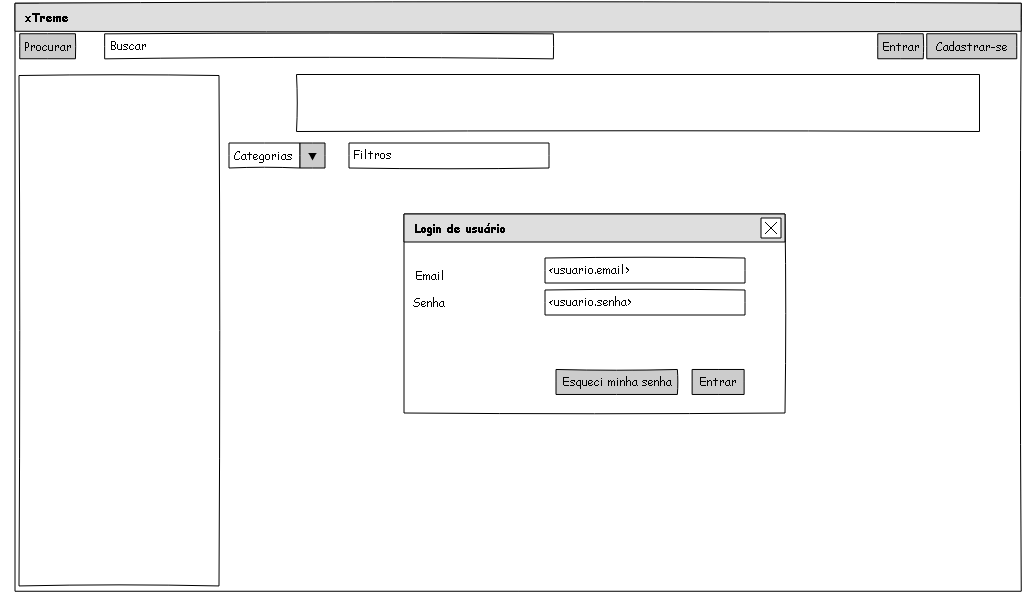 xTreme
Procurar
Buscar
Entrar
Cadastrar-se
Categorias
Filtros
Login de usuário
Email
<usuario.email>
Senha
<usuario.senha>
Esqueci minha senha
Entrar